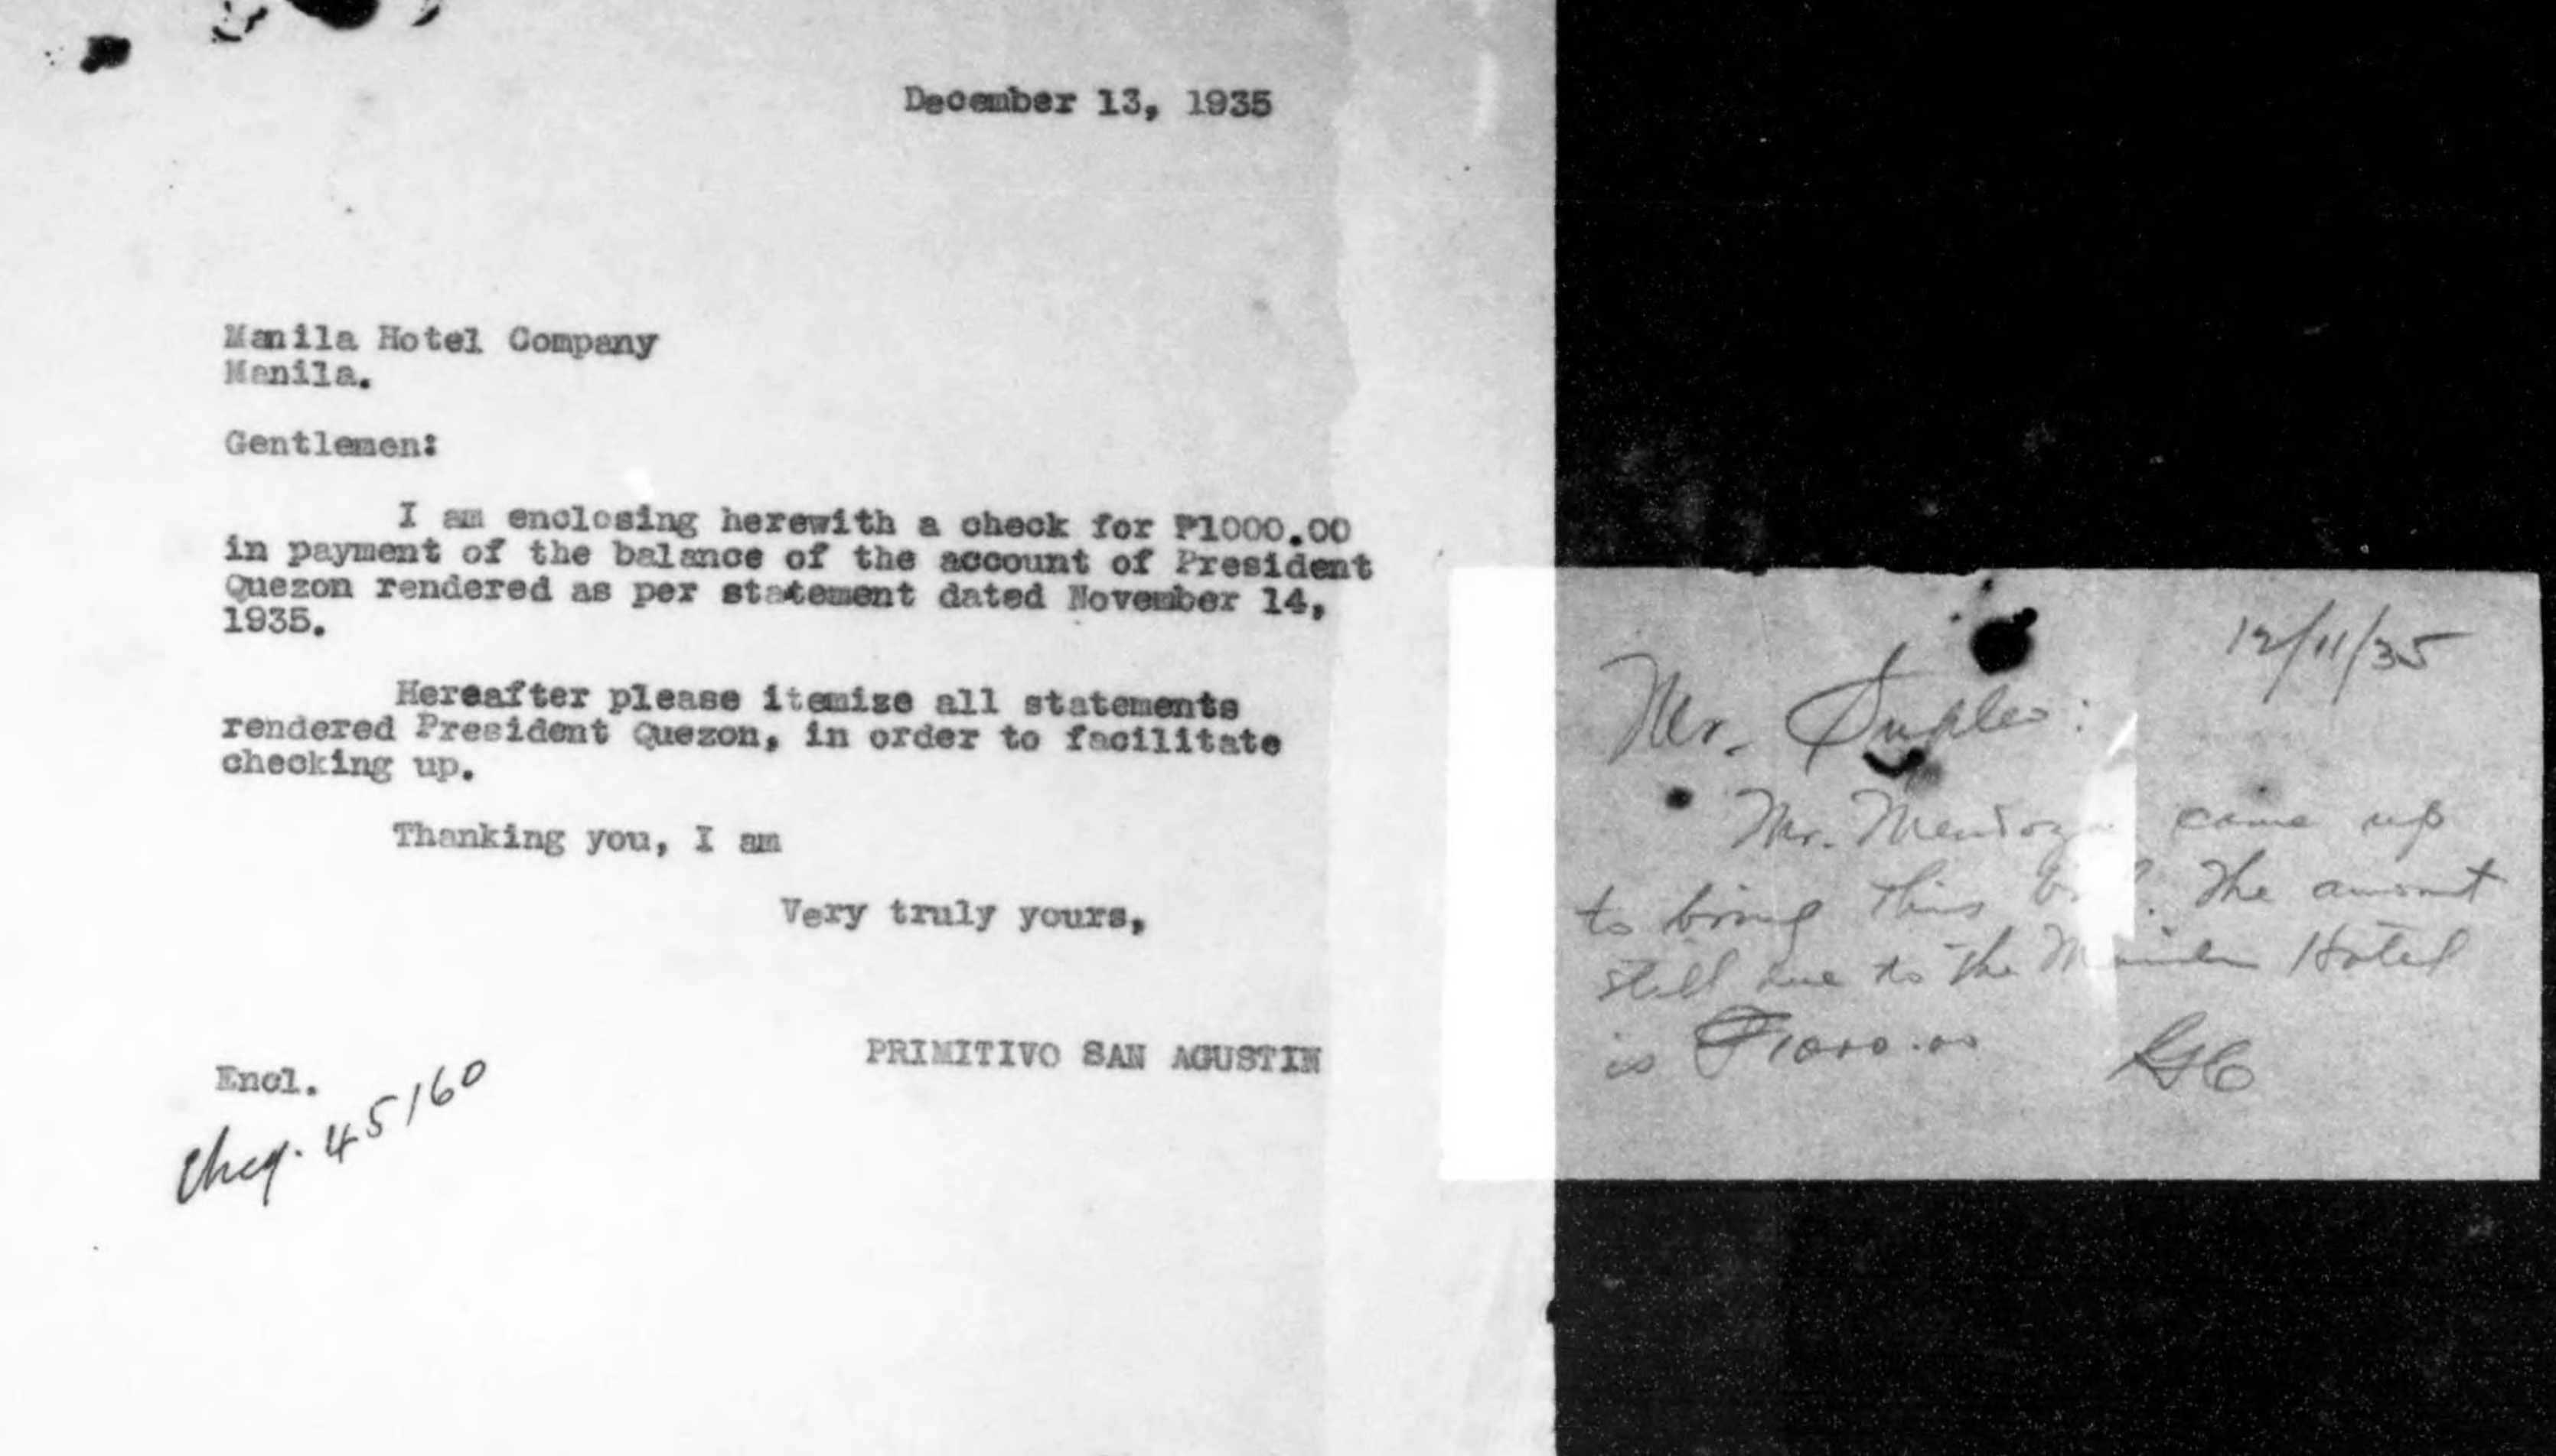 December 13, 1935
Manila Hotel Company
Manila.
Gentlemen:
I am enclosing herewith a check for ₱1000.00
in payment of the balance of the account of President
Quezon rendered as per statement dated November 14,
1935.
Hereafter please itemize all statements
rendered President Quezon, in order to facilitate
checking up.
Thanking you, I am
Very truly yours,
PRIMITIVO SAN AGUSTIN
Encl.
Cheq. 45160
12/11/35
Mr.
Mr. Mendoza came up
to bring this The amount
still due to the Manila Hotel
is ₱1000.00